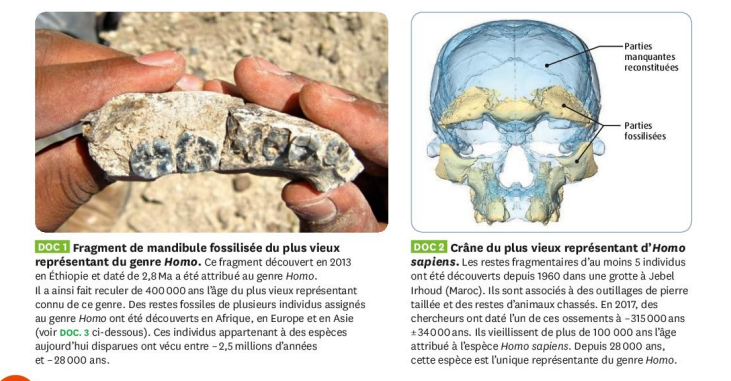 Parties
manquantes
reconstituées
Parties
fossilisées
DOC 1 Fragment de mandibule fossilisée du plus vieux
représentant du genre Homo. Ce fragment découvert en 2013
en Éthiopie et daté de 2,8 Ma a été attribué au genre Homo.
Il a ainsi fait reculer de 400 000 ans l'âge du plus vieux représentant
connu de ce genre. Des restes fossiles de plusieurs individus assignés
au genre Homo ont été découverts en Afrique, en Europe et en Asie
(voir DOC. 3 ci-dessous). Ces individus appartenant à des espèces
aujourd'hui disparues ont vécu entre – 2,5 millions d'années
et – 28 000 ans.
DOC 2 Crâne du plus vieux représentant d'Homo
sapiens. Les restes fragmentaires d'au moins 5 individus
ont été découverts depuis 1960 dans une grotte à Jebel
Irhoud (Maroc). Ils sont associés à des outillages de pierre
taillée et des restes d'animaux chassés. En 2017, des
chercheurs ont daté l'un de ces ossements à – 315 000 ans
± 34 000 ans. Ils vieillissent de plus de 100 000 ans l'âge
attribué à l'espèce Homo sapiens. Depuis 28 000 ans,
cette espèce est l'unique représentante du genre Homo.